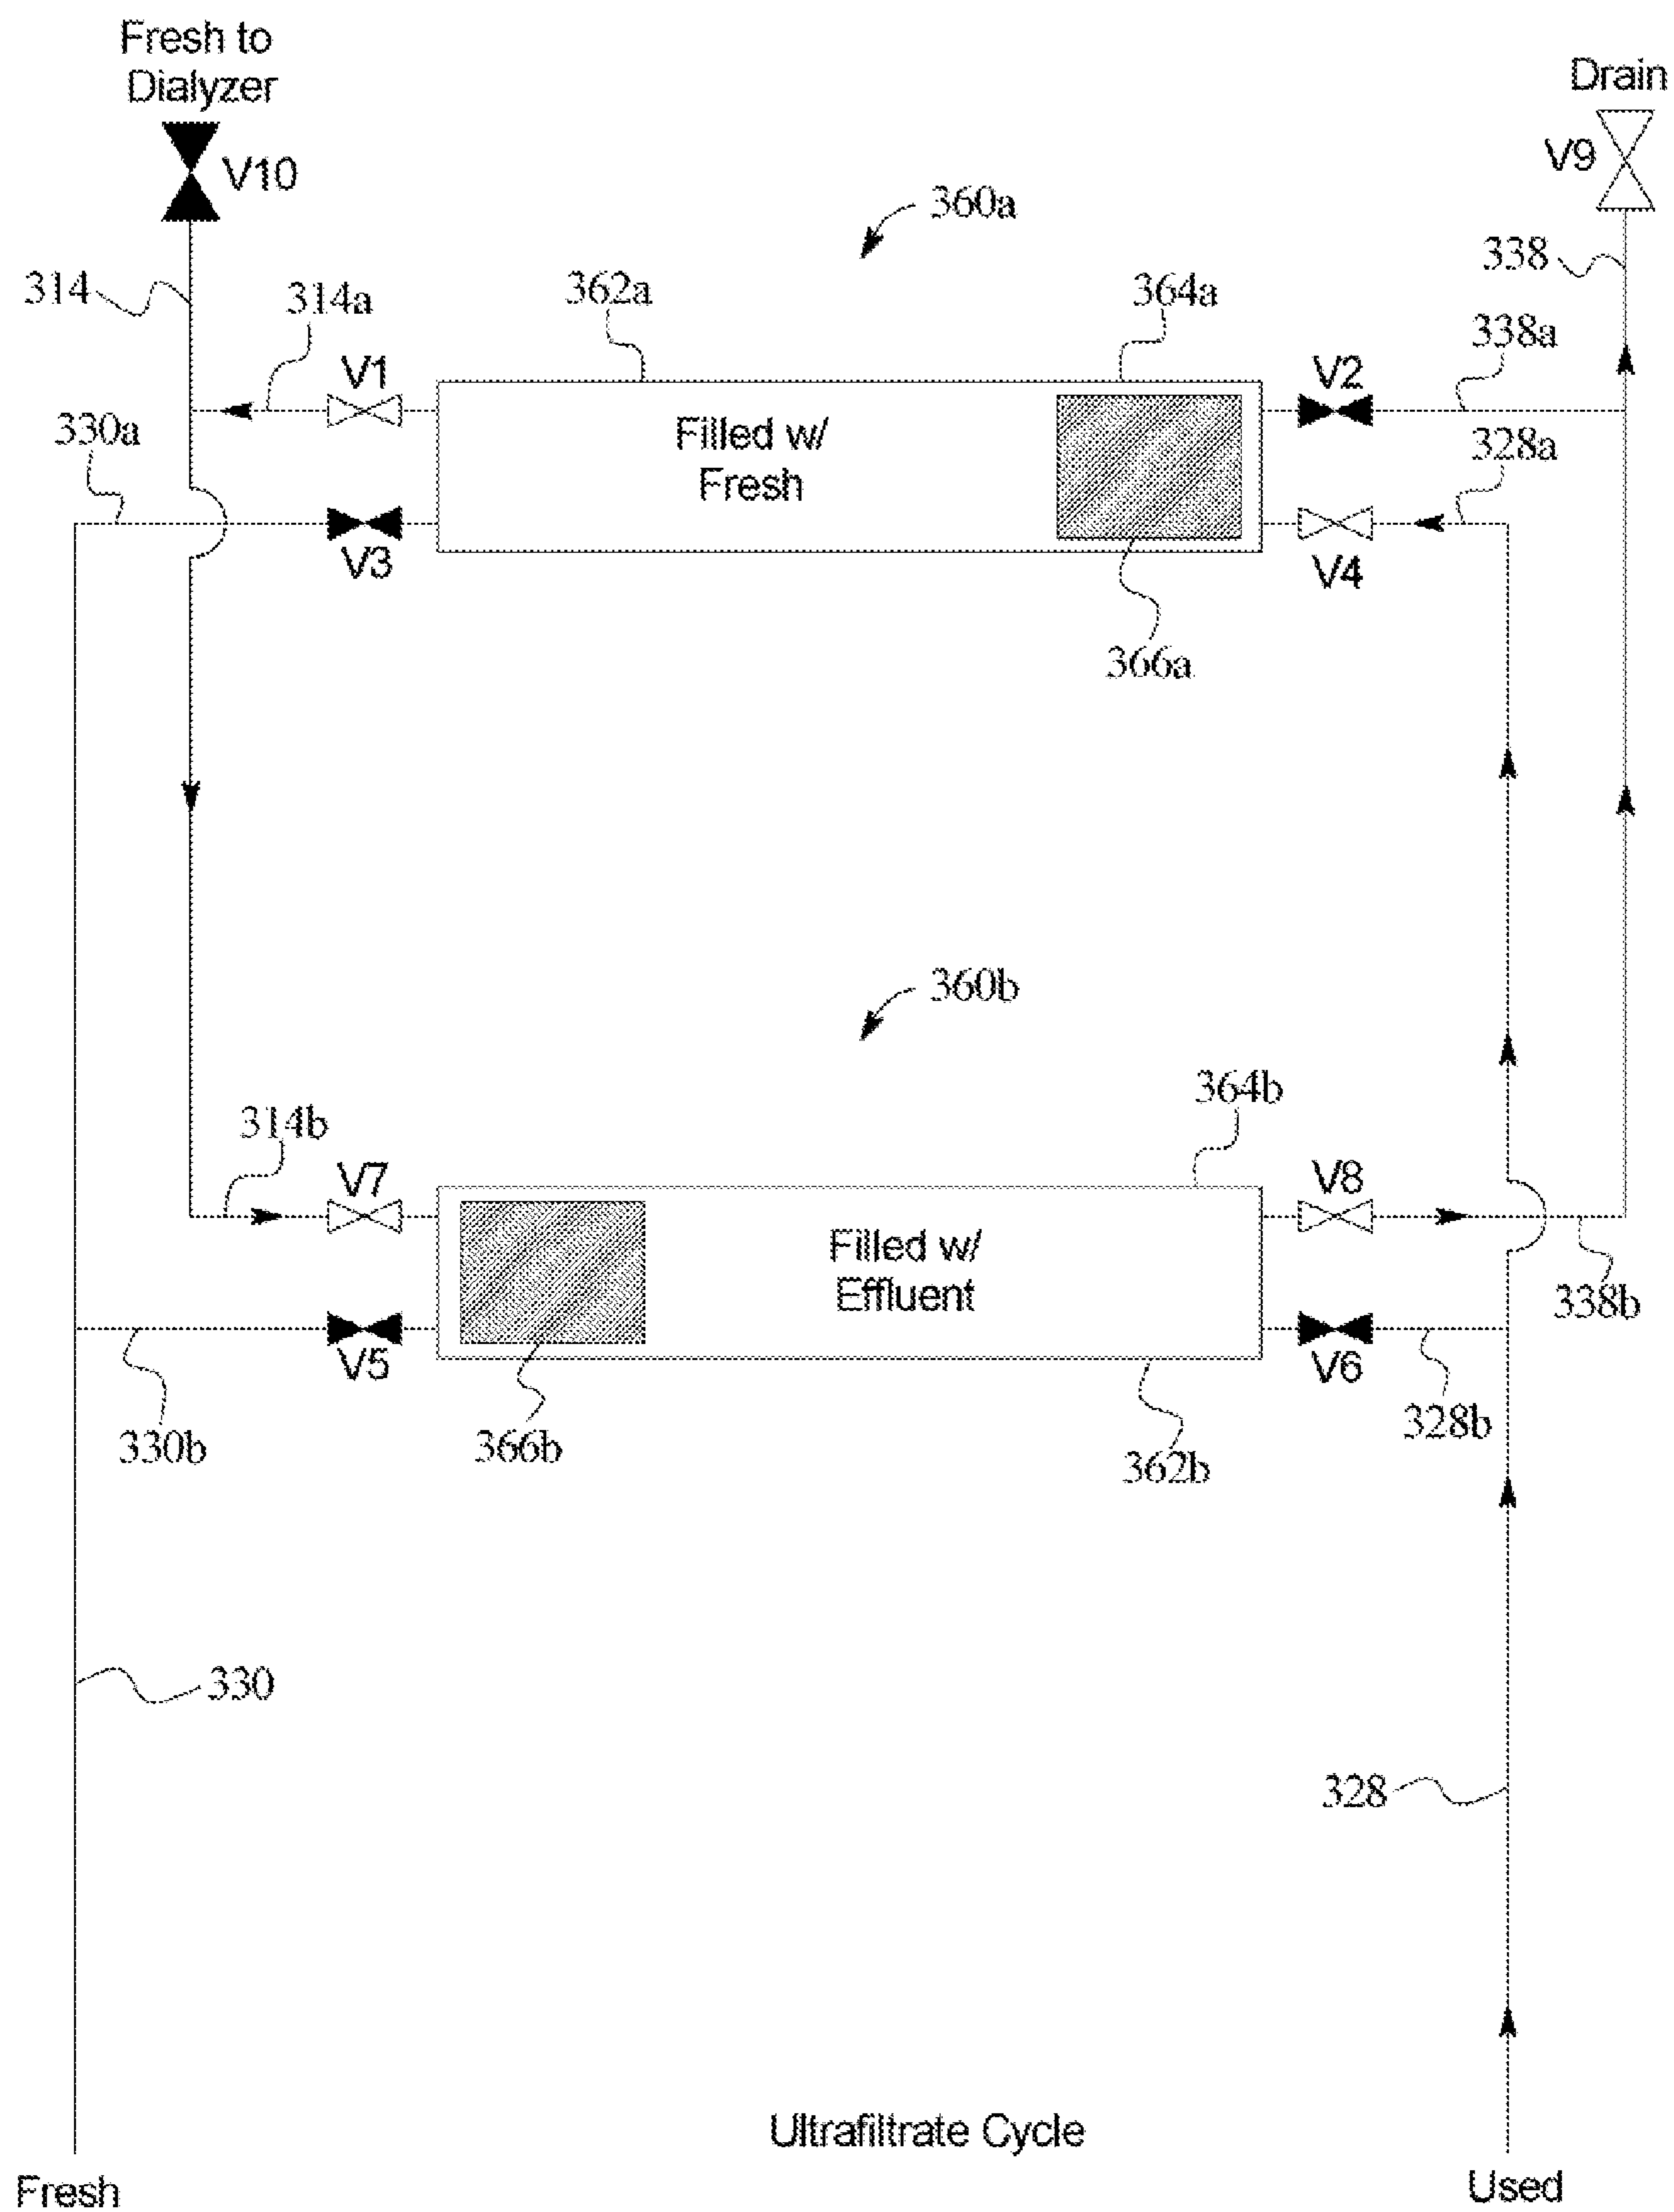 Fresh to
Dialyzer
Drain
V10
V9
360a
338
314
314a
362a
364a
338a
V1
V2
330a
Filled w/
Fresh
328a
V3
V4
366a
360b
364b
314b
V7
V8
Filled w/
Effluent
338b
V5
V6
330b
366b
328b
362b
330
328
Ultrafiltrate Cycle
Fresh
Used